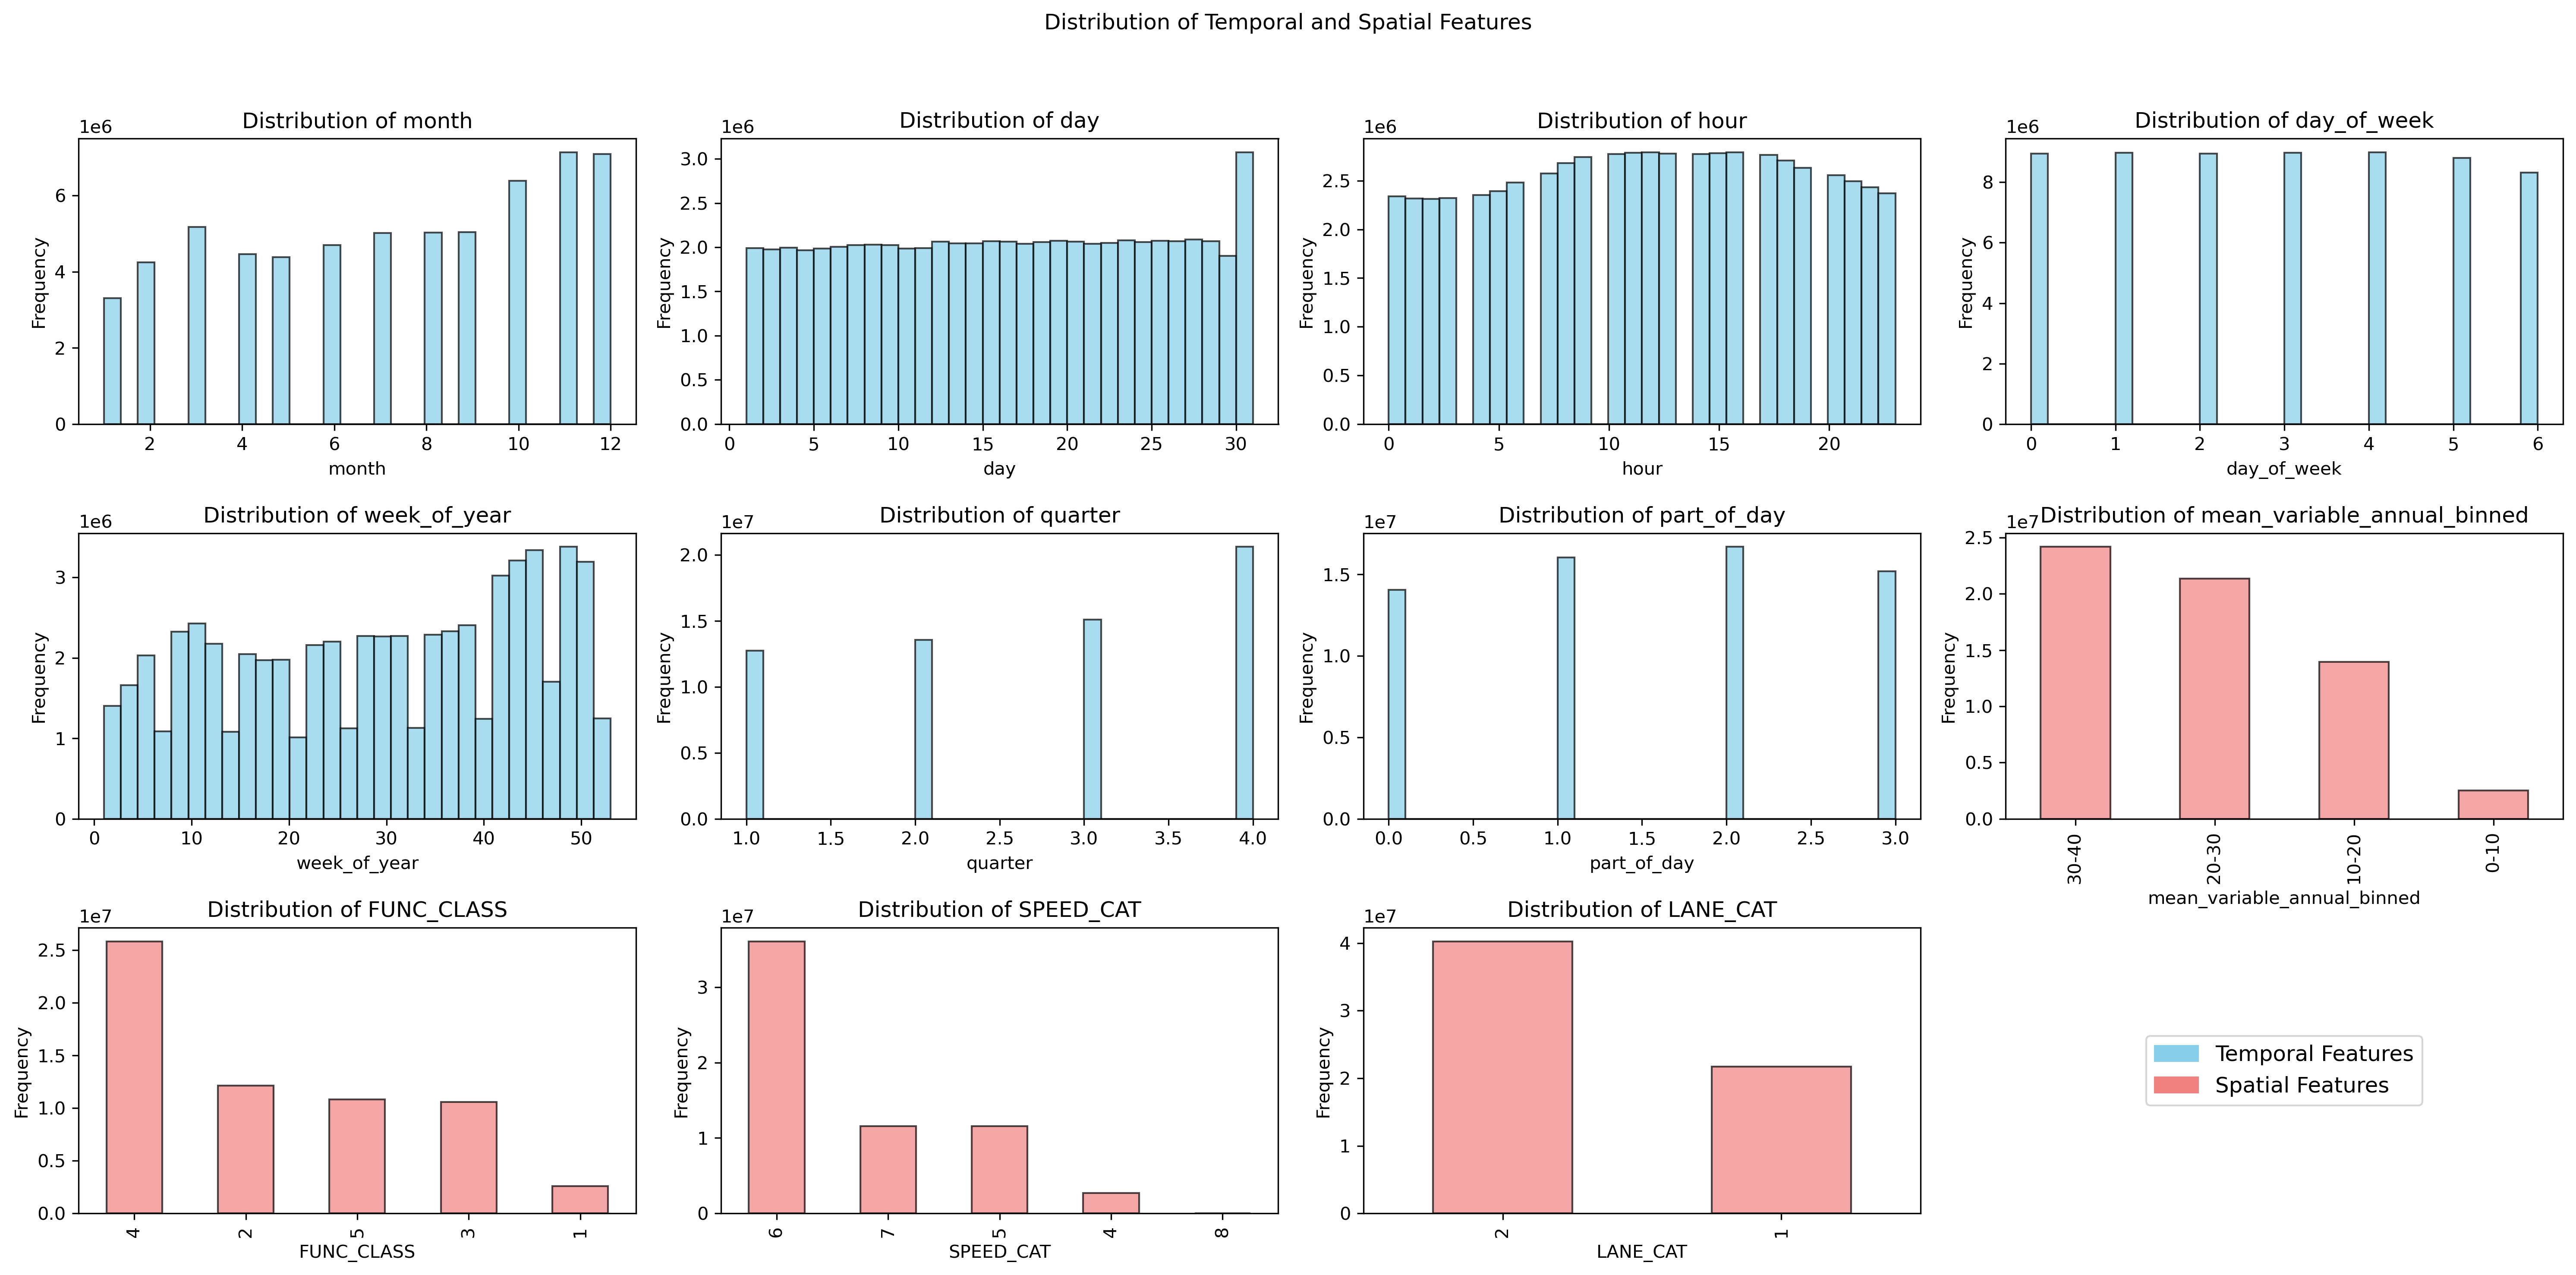 Distribution of Temporal and Spatial Features
Distribution of month
1e6
Frequency
6
4
2
0
2 4 6 8 10 12
month
Distribution of day
1e6
Frequency
3.0
2.5
2.0
1.5
1.0
0.5
0.0
0 5 10 15 20 25 30
day
Distribution of hour
1e6
Frequency
2.5
2.0
1.5
1.0
0.5
0.0
0 5 10 15 20
hour
Distribution of day_of_week
1e6
Frequency
8
6
4
2
0
0 1 2 3 4 5 6
day_of_week
Distribution of week_of_year
1e6
Frequency
3
2
1
0
0 10 20 30 40 50
week_of_year
Distribution of quarter
1e7
Frequency
2.0
1.5
1.0
0.5
0.0
1.0 1.5 2.0 2.5 3.0 3.5 4.0
quarter
Distribution of part_of_day
1e7
Frequency
1.5
1.0
0.5
0.0
0.0 0.5 1.0 1.5 2.0 2.5 3.0
part_of_day
Distribution of mean_variable_annual_binned
1e7
Frequency
2.5
2.0
1.5
1.0
0.5
0.0
30-40 20-30 10-20 0-10
mean_variable_annual_binned
Distribution of FUNC_CLASS
1e7
Frequency
2.5
2.0
1.5
1.0
0.5
0.0
4 2 5 3 1
FUNC_CLASS
Distribution of SPEED_CAT
1e7
Frequency
3
2
1
0
6 7 5 4 8
SPEED_CAT
Distribution of LANE_CAT
1e7
Frequency
4
3
2
1
0
2 1
LANE_CAT
Temporal Features
Spatial Features